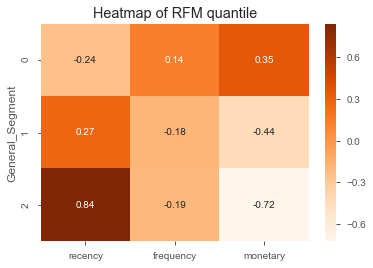 Heatmap of RFM quantile
General_Segment
0
-0.24 0.14 0.35
1
0.27 -0.18 -0.44
2
0.84 -0.19 -0.72
recency frequency monetary
0.6
0.3
0.0
-0.3
-0.6